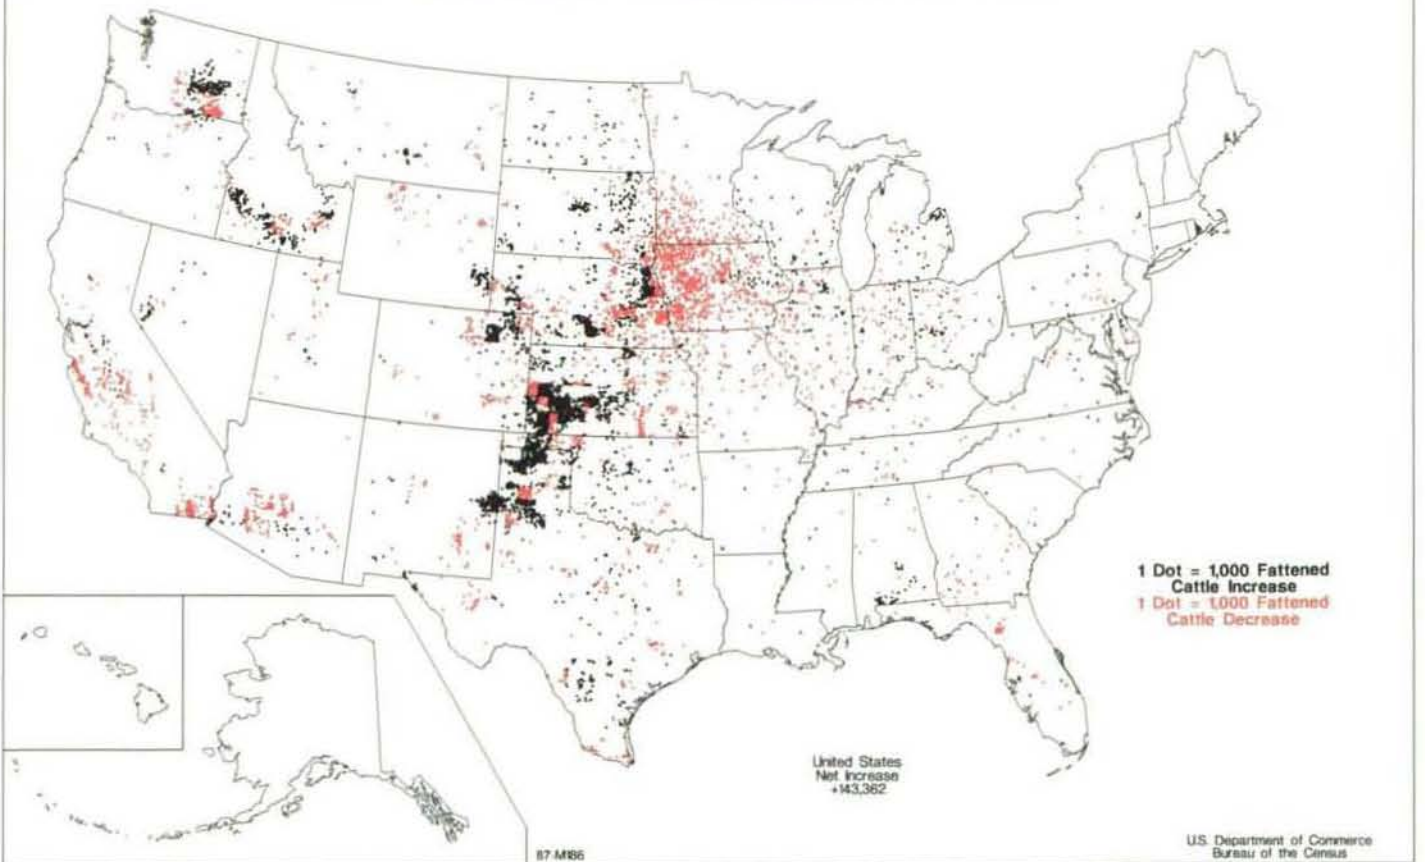 1 Dot = 1,000 Fattened
Cattle Increase
1 Dot = 1,000 Fattened
Cattle Decrease
United States
Net Increase
+143,362
87-M186
U.S. Department of Commerce
Bureau of the Census